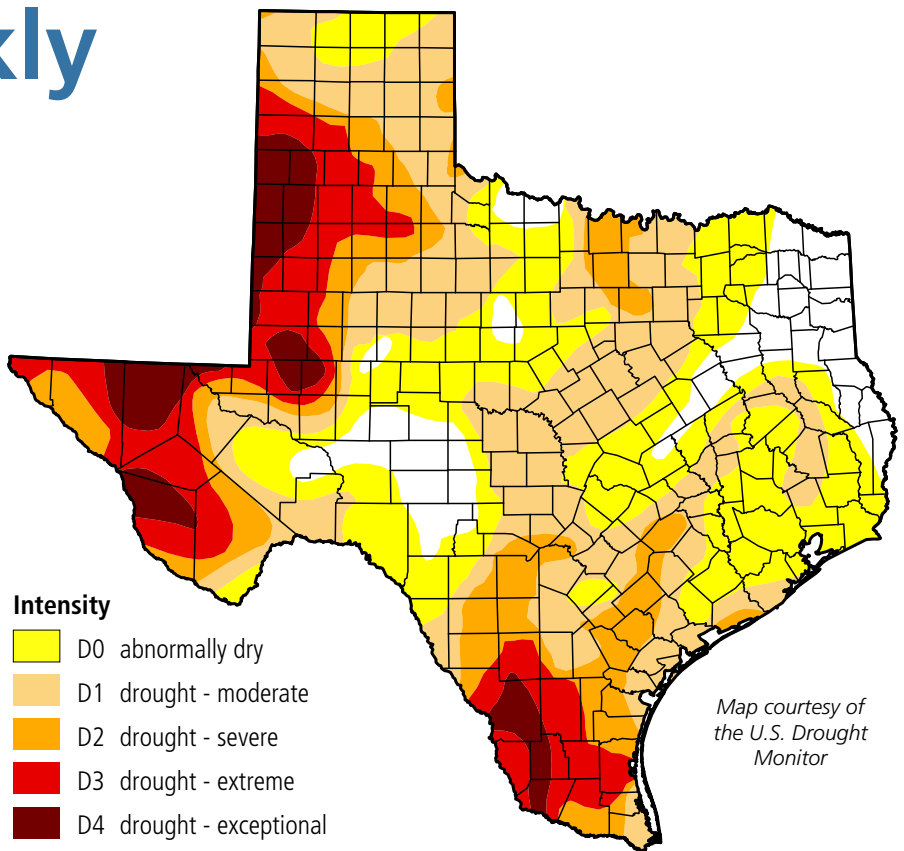 kly
Intensity
D0 abnormally dry
D1 drought - moderate
D2 drought - severe
D3 drought - extreme
D4 drought - exceptional
Map courtesy of
the U.S. Drought
Monitor